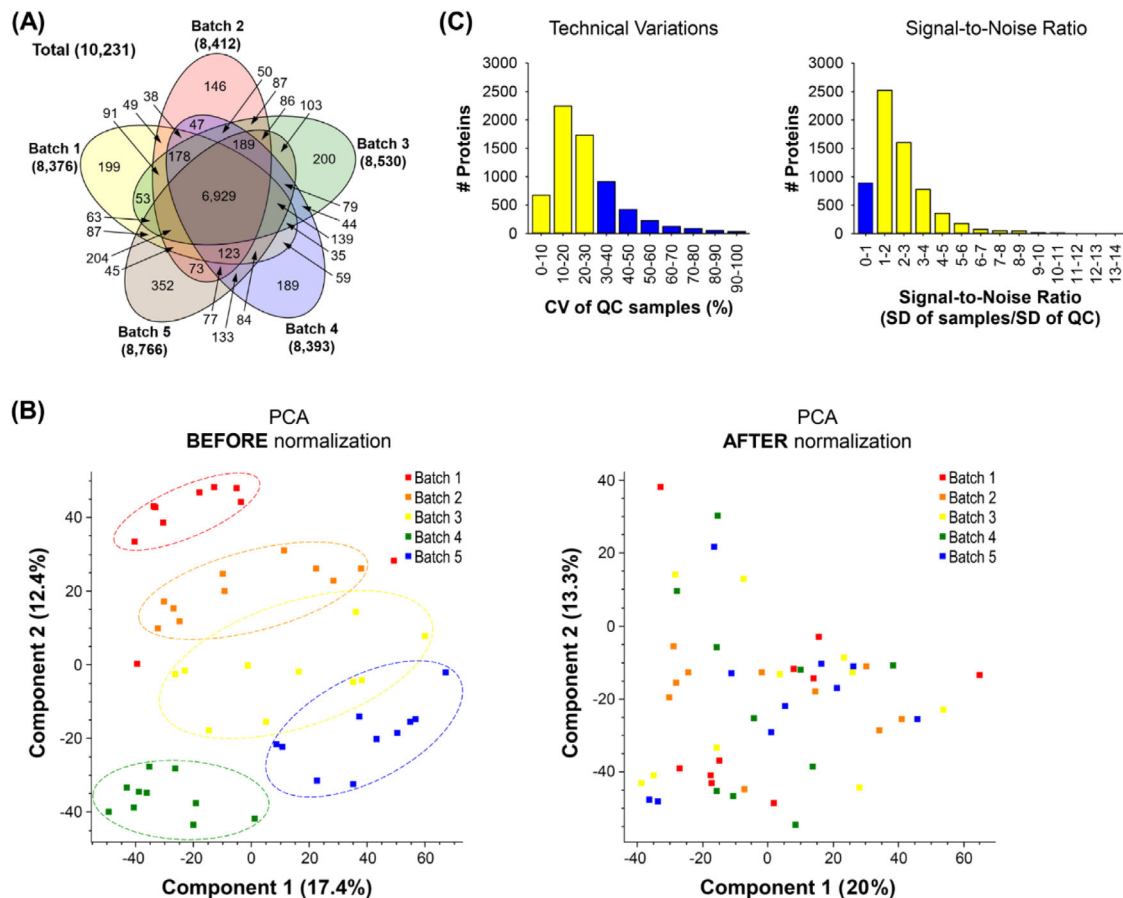 (A)
Total (10,231)
Batch 2
(8,412)
Batch 1
(8,376)
Batch 3
(8,530)
Batch 5
(8,766)
Batch 4
(8,393)
146
50
87
86
103
38
49
91
47
189
178
199
200
53
6,929
79
44
139
35
59
63
87
204
45
73
123
352
189
77
133
84
(C)
Technical Variations
# Proteins
3000
2500
2000
1500
1000
500
0
0-10
10-20
20-30
30-40
40-50
50-60
60-70
70-80
80-90
90-100
CV of QC samples (%)
Signal-to-Noise Ratio
# Proteins
3000
2500
2000
1500
1000
500
0
0-1
1-2
2-3
3-4
4-5
5-6
6-7
7-8
8-9
9-10
10-11
11-12
12-13
13-14
Signal-to-Noise Ratio
(SD of samples/SD of QC)
(B)
PCA
BEFORE normalization
Batch 1
Batch 2
Batch 3
Batch 4
Batch 5
Component 2 (12.4%)
40
20
0
-20
-40
-40
-20
0
20
40
60
Component 1 (17.4%)
PCA
AFTER normalization
Batch 1
Batch 2
Batch 3
Batch 4
Batch 5
Component 2 (13.3%)
40
20
0
-20
-40
-40
-20
0
20
40
60
Component 1 (20%)